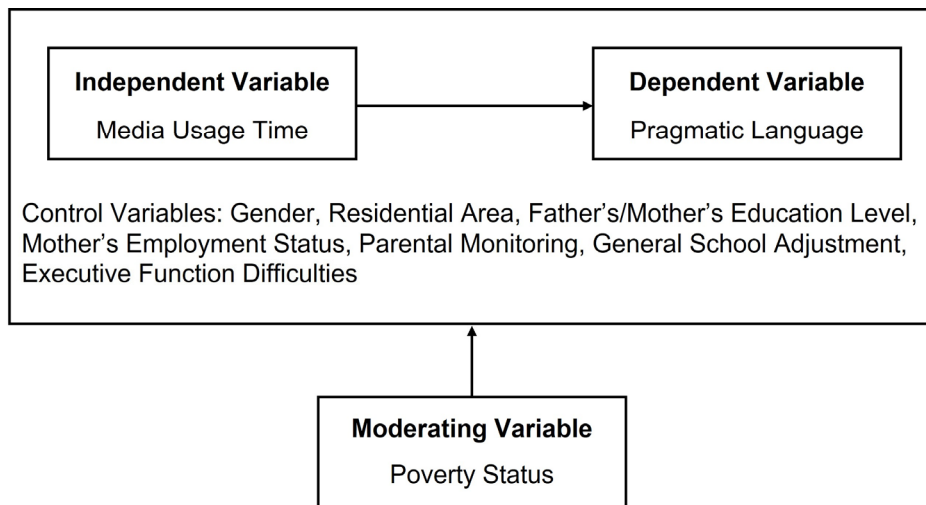 Independent Variable
Media Usage Time
Dependent Variable
Pragmatic Language
Control Variables: Gender, Residential Area, Father’s/Mother’s Education Level,
Mother’s Employment Status, Parental Monitoring, General School Adjustment,
Executive Function Difficulties
Moderating Variable
Poverty Status